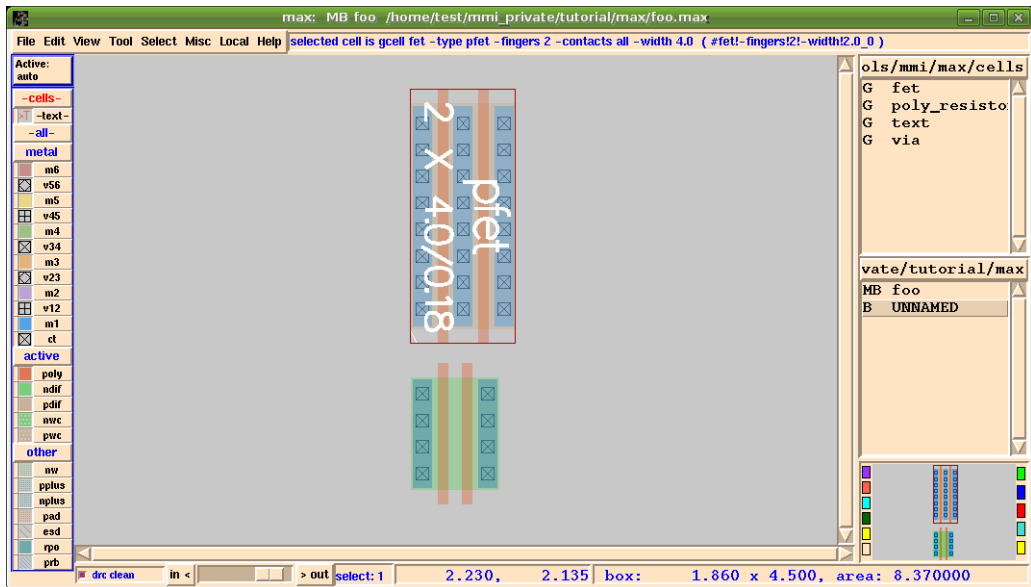 max: MB foo /home/test/mmi_private/tutorial/max/foo.max
File Edit View Tool Select Misc Local Help
selected cell is gcell fet -type pfet -fingers 2 -contacts all -width 4.0 ( #fet!-fingers!2!-width!2.0_0 )
Active:
auto
-cells-
-text-
-all-
metal
m6
v56
m5
v45
m4
v34
m3
v23
m2
v12
m1
ct
active
poly
ndif
pdif
nwc
pwc
other
nw
pplus
nplus
pad
esd
rpo
prb
pfet
2 x 4.0/0.18
ols/mmi/max/cells
G fet
G poly_resisto
G text
G via
vate/tutorial/max
MB foo
B UNNAMED
drc clean
in <
> out
select: 1
2.230, 2.135
box: 1.860 x 4.500, area: 8.370000